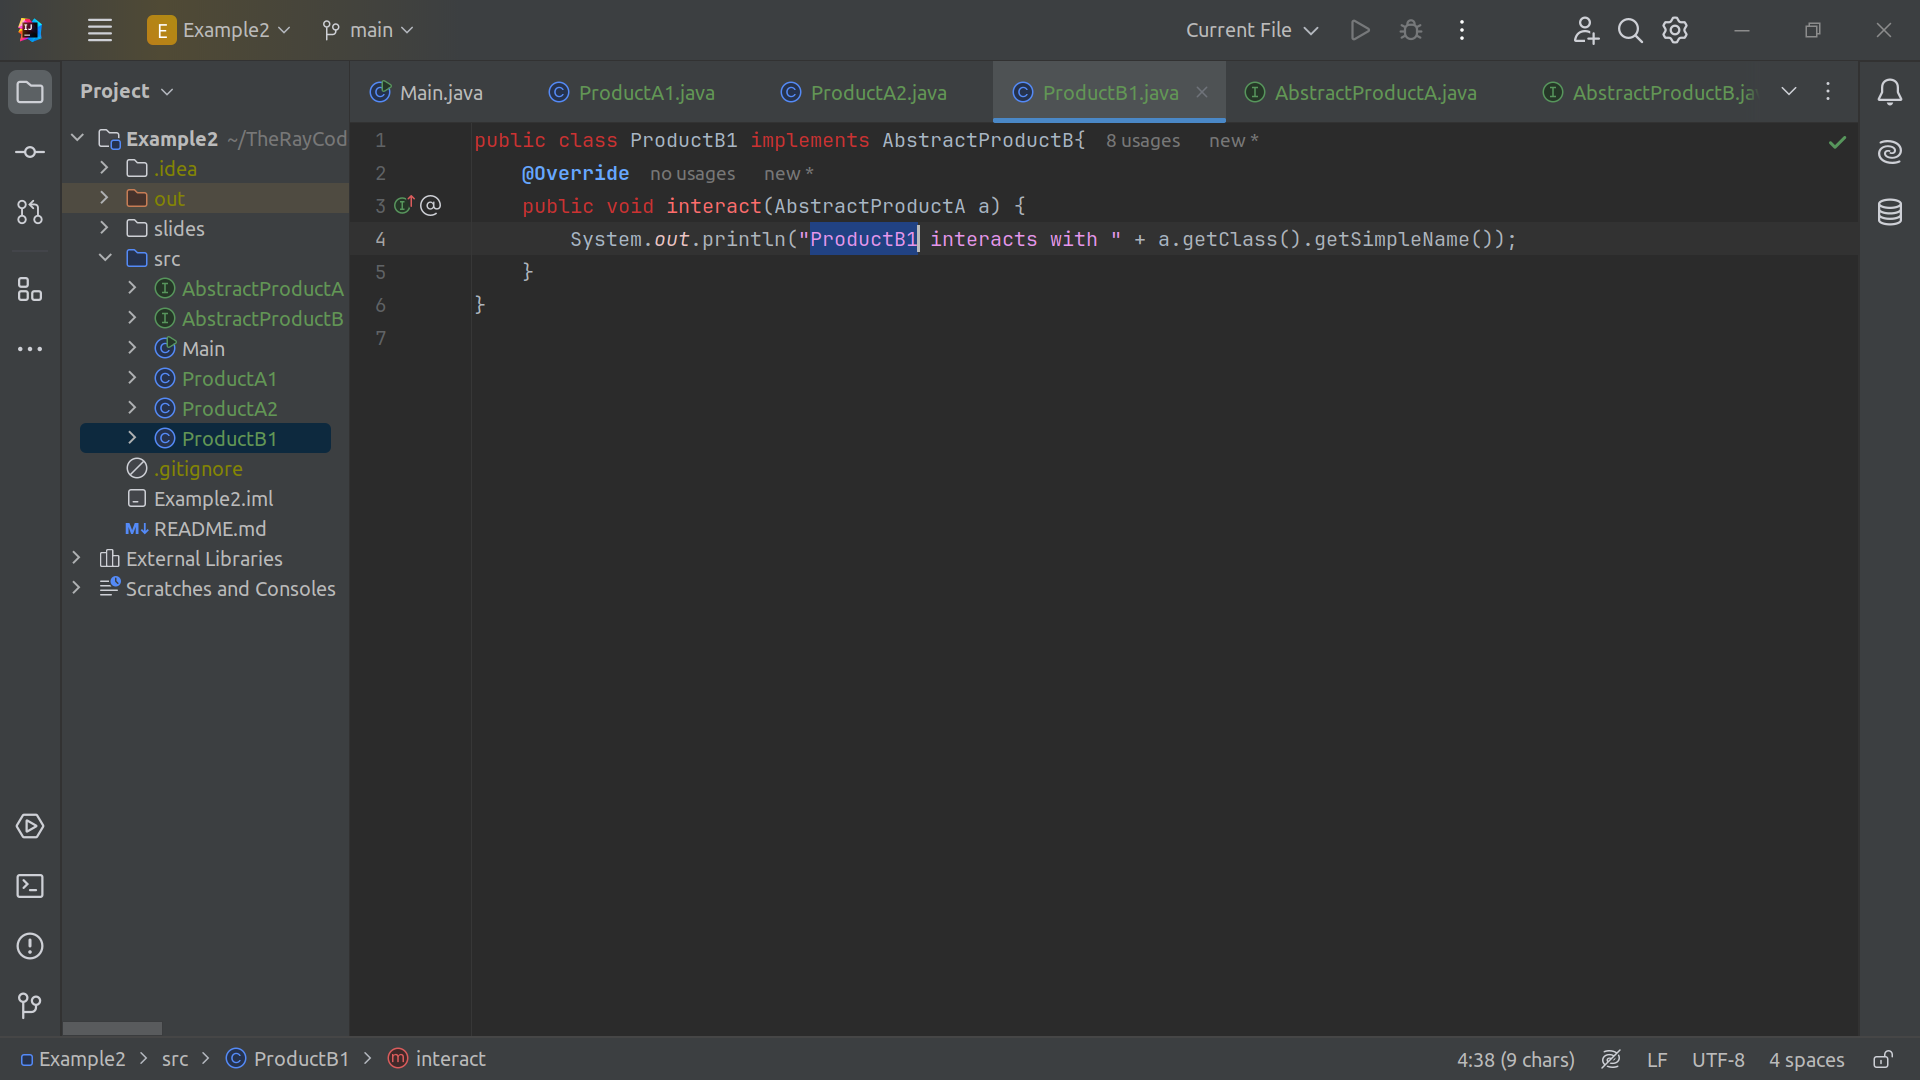 E Example2 main Current File
Project
Main.java ProductA1.java ProductA2.java ProductB1.java AbstractProductA.java AbstractProductB.ja
Example2 ~/TheRayCod
.idea
out
slides
src
AbstractProductA
AbstractProductB
Main
ProductA1
ProductA2
ProductB1
.gitignore
Example2.iml
README.md
External Libraries
Scratches and Consoles
1 public class ProductB1 implements AbstractProductB{ 8 usages new *
2 @Override no usages new *
3 public void interact(AbstractProductA a) {
4 System.out.println("ProductB1 interacts with " + a.getClass().getSimpleName());
5 }
6 }
7
Example2 > src > ProductB1 > interact
4:38 (9 chars) LF UTF-8 4 spaces